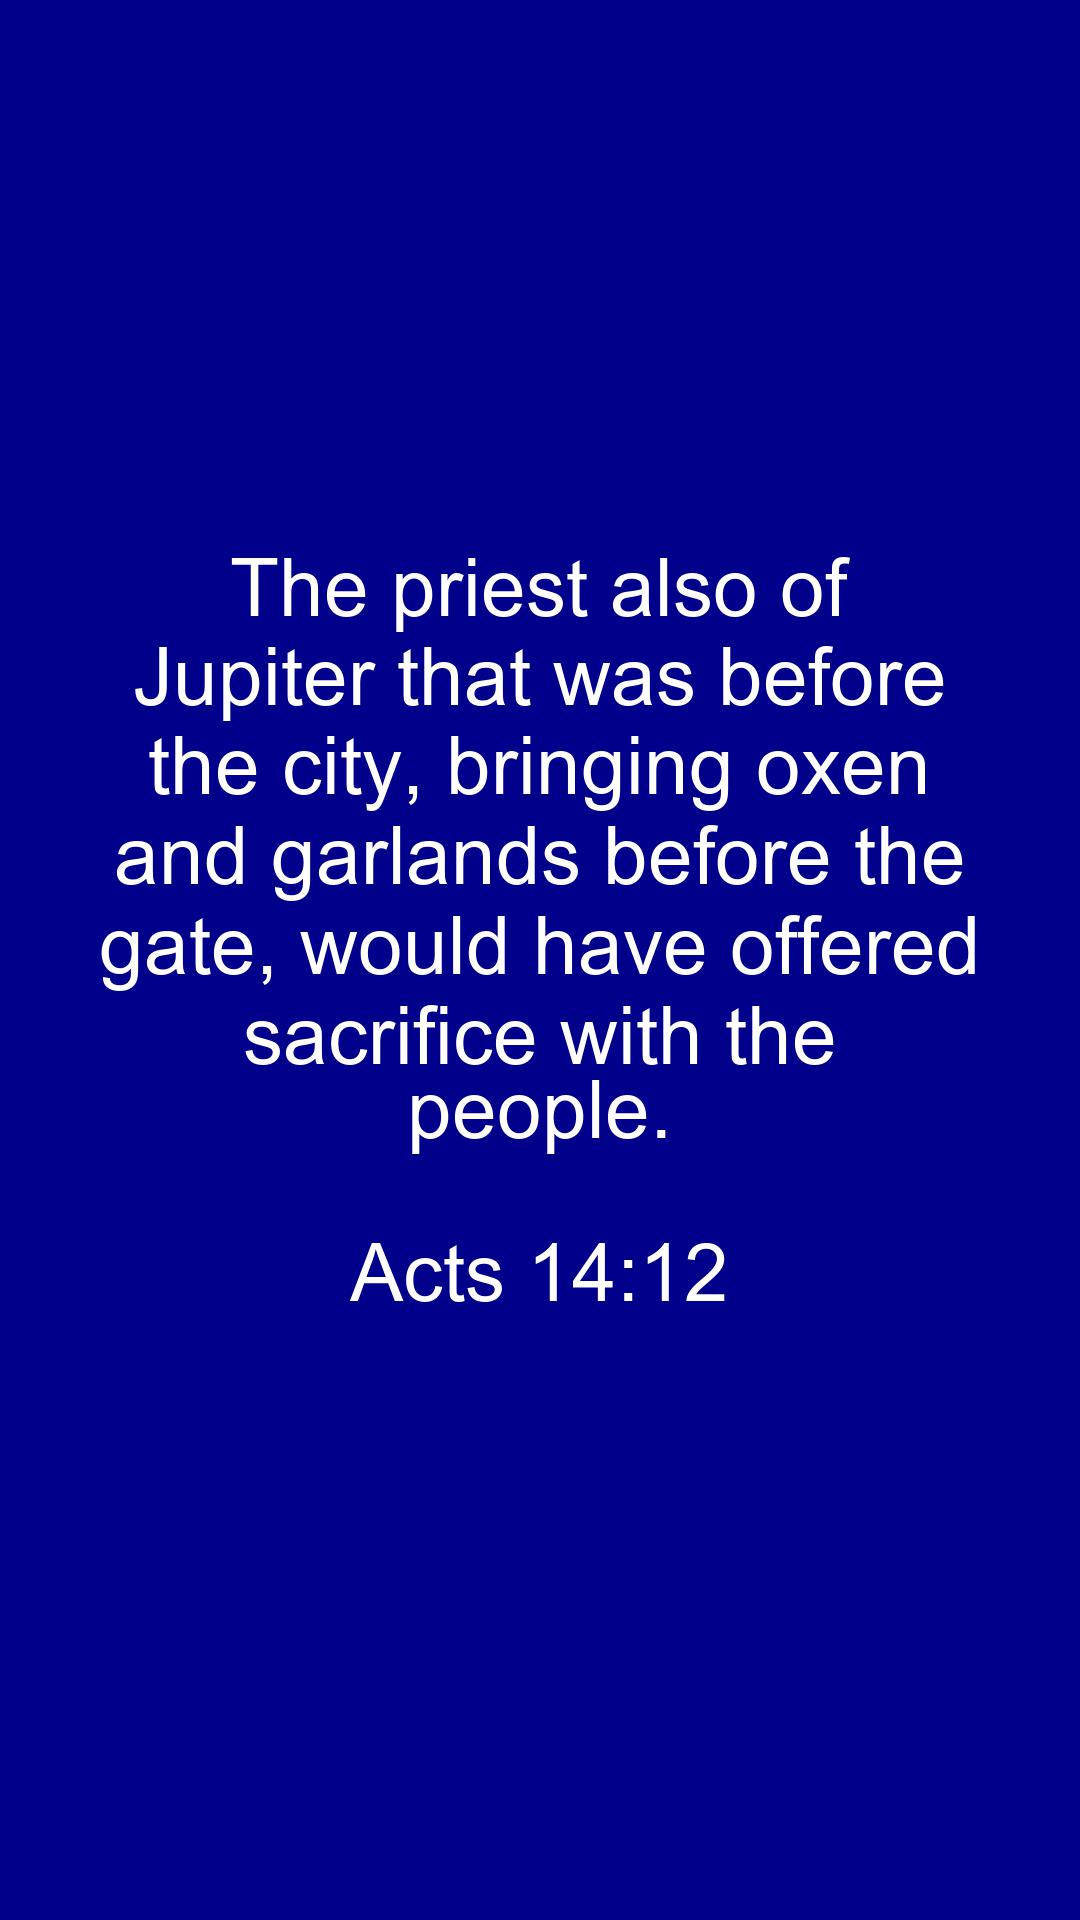 The priest also of
Jupiter that was before
the city, bringing oxen
and garlands before the
gate, would have offered
sacrifice with the
people.
Acts 14:12